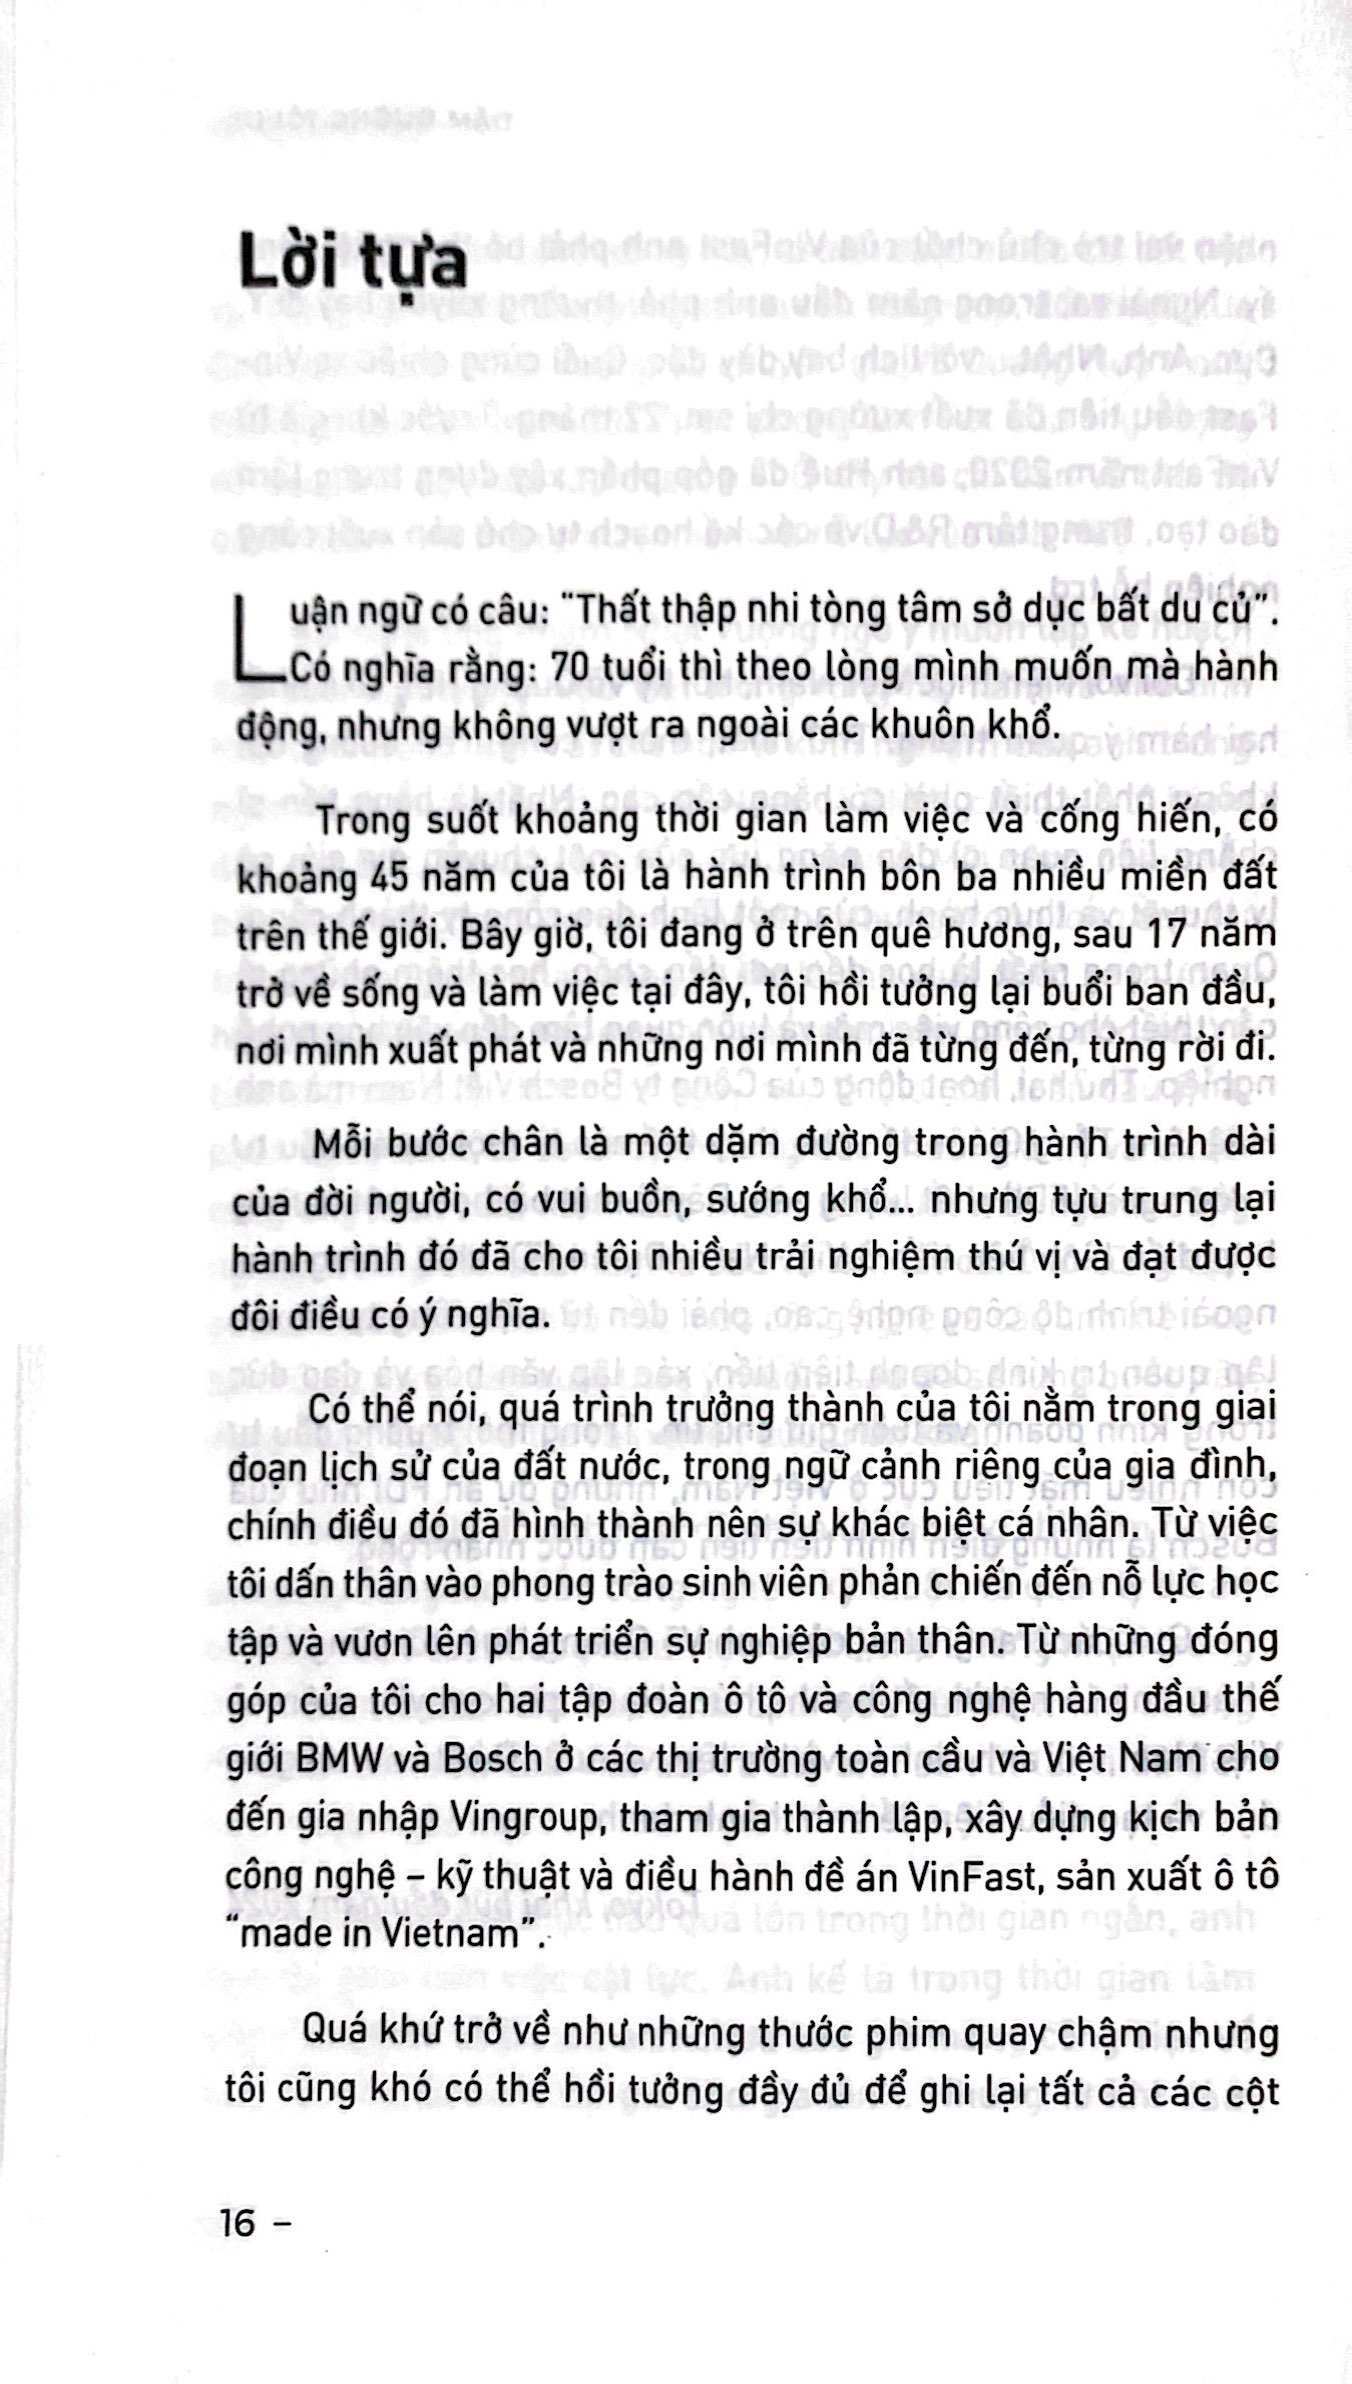 Lời tựa
Luận ngữ có câu: "Thất thập nhi tòng tâm sở dục bất du củ".
Có nghĩa rằng: 70 tuổi thì theo lòng mình muốn mà hành
động, nhưng không vượt ra ngoài các khuôn khổ.
Trong suốt khoảng thời gian làm việc và cống hiến, có
khoảng 45 năm của tôi là hành trình bôn ba nhiều miền đất
trên thế giới. Bây giờ, tôi đang ở trên quê hương, sau 17 năm
trở về sống và làm việc tại đây, tôi hồi tưởng lại buổi ban đầu,
nơi mình xuất phát và những nơi mình đã từng đến, từng rời đi.
Mỗi bước chân là một dặm đường trong hành trình dài
của đời người, có vui buồn, sướng khổ... nhưng tựu trung lại
hành trình đó đã cho tôi nhiều trải nghiệm thú vị và đạt được
đôi điều có ý nghĩa.
Có thể nói, quá trình trưởng thành của tôi nằm trong giai
đoạn lịch sử của đất nước, trong ngữ cảnh riêng của gia đình,
chính điều đó đã hình thành nên sự khác biệt cá nhân. Từ việc
tôi dấn thân vào phong trào sinh viên phản chiến đến nỗ lực học
tập và vươn lên phát triển sự nghiệp bản thân. Từ những đóng
góp của tôi cho hai tập đoàn ô tô và công nghệ hàng đầu thế
giới BMW và Bosch ở các thị trường toàn cầu và Việt Nam cho
đến gia nhập Vingroup, tham gia thành lập, xây dựng kịch bản
công nghệ – kỹ thuật và điều hành đề án VinFast, sản xuất ô tô
"made in Vietnam".
Quá khứ trở về như những thước phim quay chậm nhưng
tôi cũng khó có thể hồi tưởng đầy đủ để ghi lại tất cả các cột
16 –